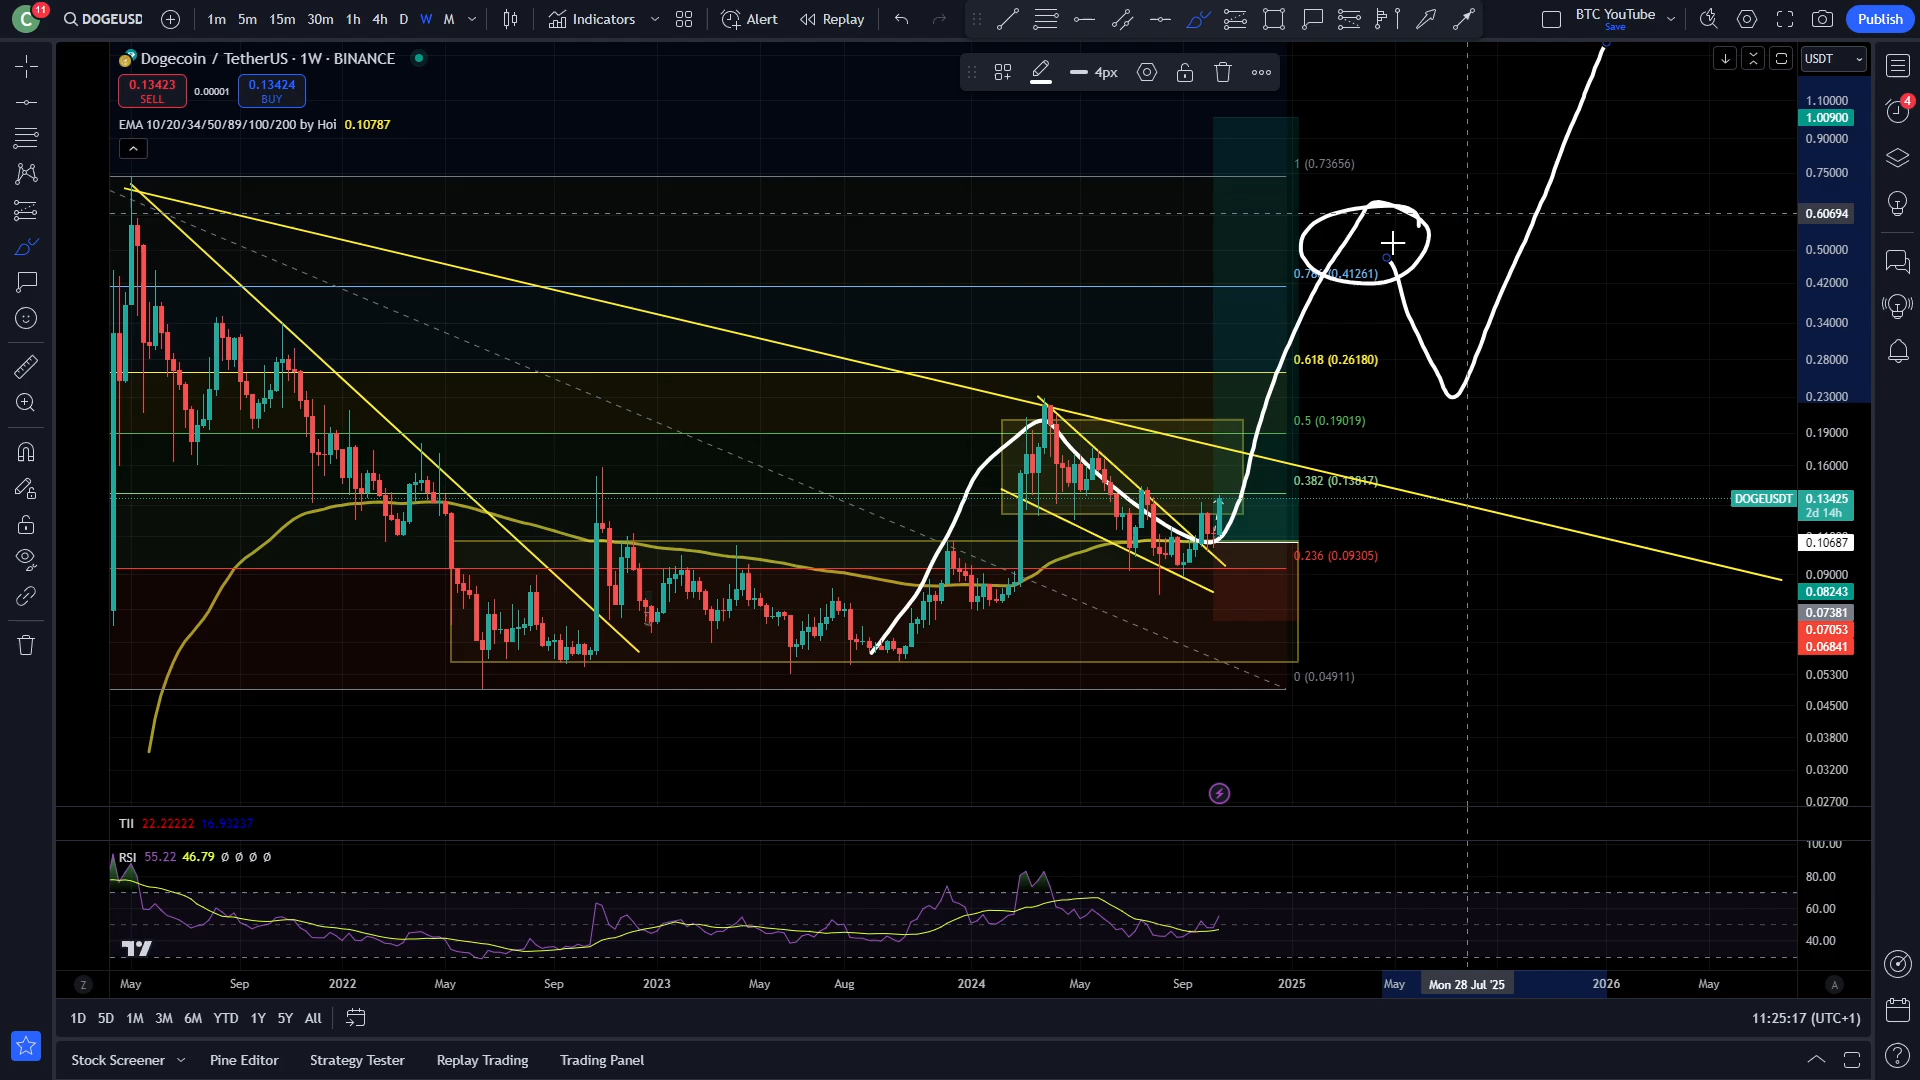 C 11 DOGEUSD 1m 5m 15m 30m 1h 4h D W M Indicators Alert Replay BTC YouTube Save Publish
Dogecoin / TetherUS · 1W · BINANCE
0.13423 SELL 0.00001 0.13424 BUY
4px
USDT
EMA 10/20/34/50/89/100/200 by Hoi 0.10787
1.10000
1.00900
0.90000
0.75000
0.60694
0.50000
0.42000
0.34000
0.28000
0.23000
0.19000
0.16000
DOGEUSDT 0.13425
2d 14h
0.10687
0.09000
0.08243
0.07381
0.07053
0.06841
0.05300
0.04500
0.03800
0.03200
0.02700
1 (0.73656)
0.786 (0.41261)
0.618 (0.26180)
0.5 (0.19019)
0.382 (0.13817)
0.236 (0.09305)
0 (0.04911)
TII 22.22222 16.93237
RSI 55.22 46.79 Ø Ø Ø Ø
100.00
80.00
60.00
40.00
Z May Sep 2022 May Sep 2023 May Aug 2024 May Sep 2025 May Mon 28 Jul '25 2026 May A
1D 5D 1M 3M 6M YTD 1Y 5Y All 11:25:17 (UTC+1)
Stock Screener Pine Editor Strategy Tester Replay Trading Trading Panel
4